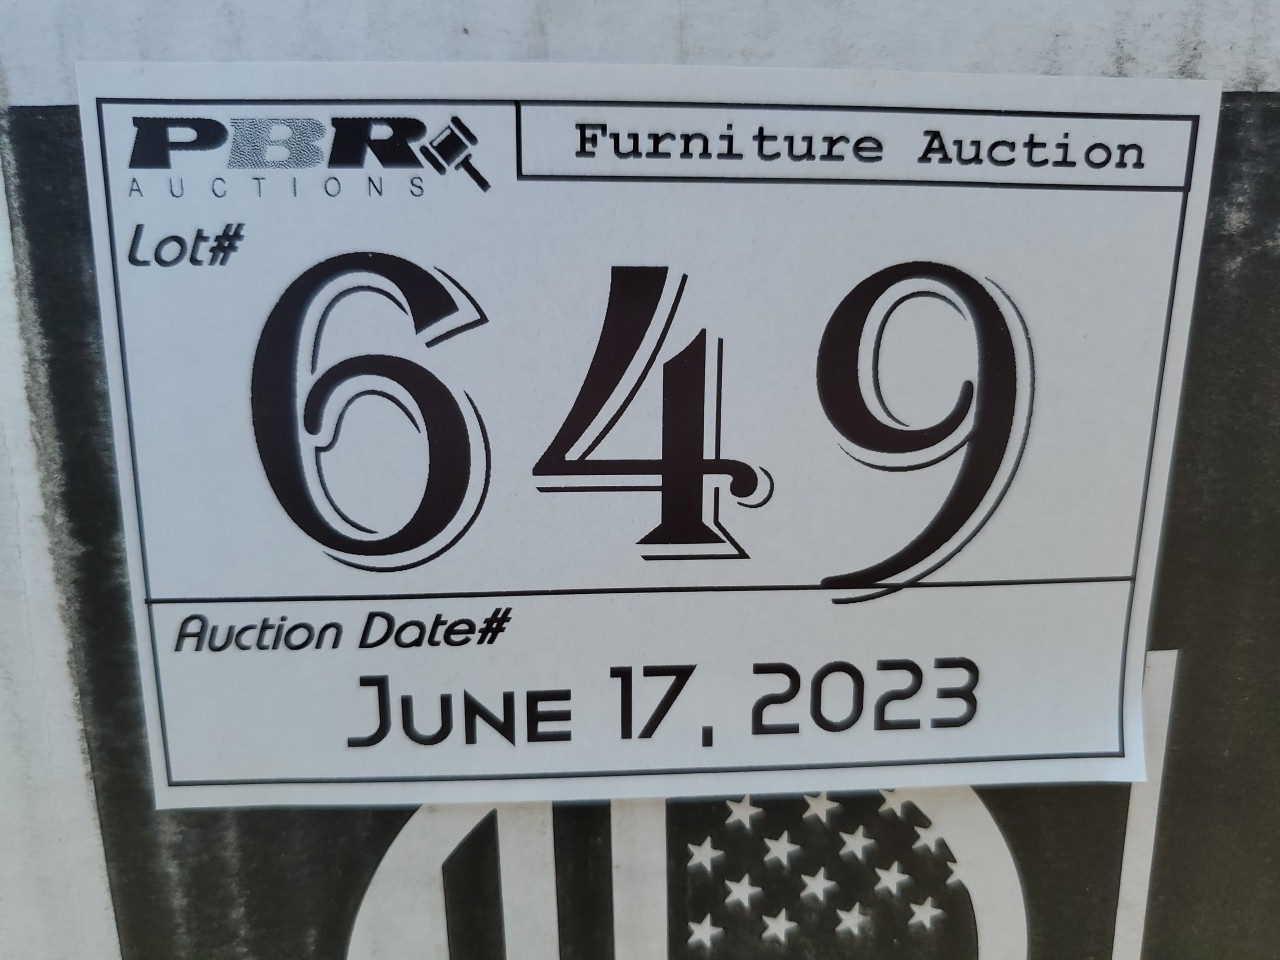 PBR
AUCTIONS
Furniture Auction
Lot#
649
Auction Date#
JUNE 17, 2023